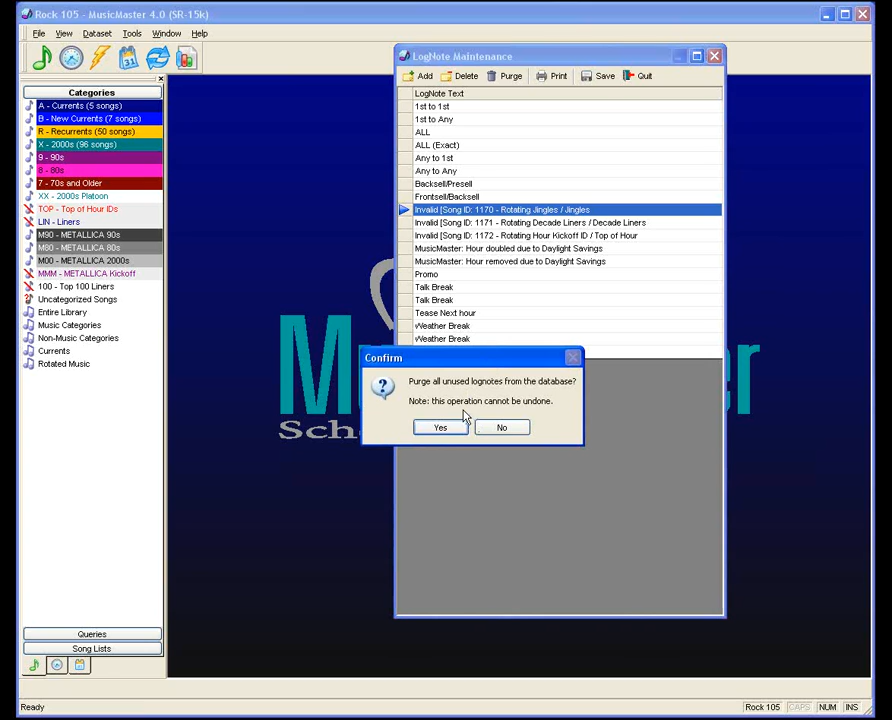 Rock 105 - MusicMaster 4.0 (SR-15k)
File View Dataset Tools Window Help
Categories
A - Currents (5 songs)
B - New Currents (7 songs)
R - Recurrents (50 songs)
X - 2000s (96 songs)
9 - 90s
8 - 80s
7 - 70s and Older
XX - 2000s Platoon
TOP - Top of Hour IDs
LIN - Liners
M90 - METALLICA 90s
M80 - METALLICA 80s
M00 - METALLICA 2000s
MMM - METALLICA Kickoff
100 - Top 100 Liners
Uncategorized Songs
Entire Library
Music Categories
Non-Music Categories
Currents
Rotated Music
Queries
Song Lists
LogNote Maintenance
Add Delete Purge Print Save Quit
LogNote Text
1st to 1st
1st to Any
ALL
ALL (Exact)
Any to 1st
Any to Any
Backsell/Presell
Frontsell/Backsell
Invalid [Song ID: 1170 - Rotating Jingles / Jingles
Invalid [Song ID: 1171 - Rotating Decade Liners / Decade Liners
Invalid [Song ID: 1172 - Rotating Hour Kickoff ID / Top of Hour
MusicMaster: Hour doubled due to Daylight Savings
MusicMaster: Hour removed due to Daylight Savings
Promo
Talk Break
Talk Break
Tease Next hour
Weather Break
Weather Break
Confirm
Purge all unused lognotes from the database?
Note: this operation cannot be undone.
Yes No
Ready Rock 105 CAPS NUM INS